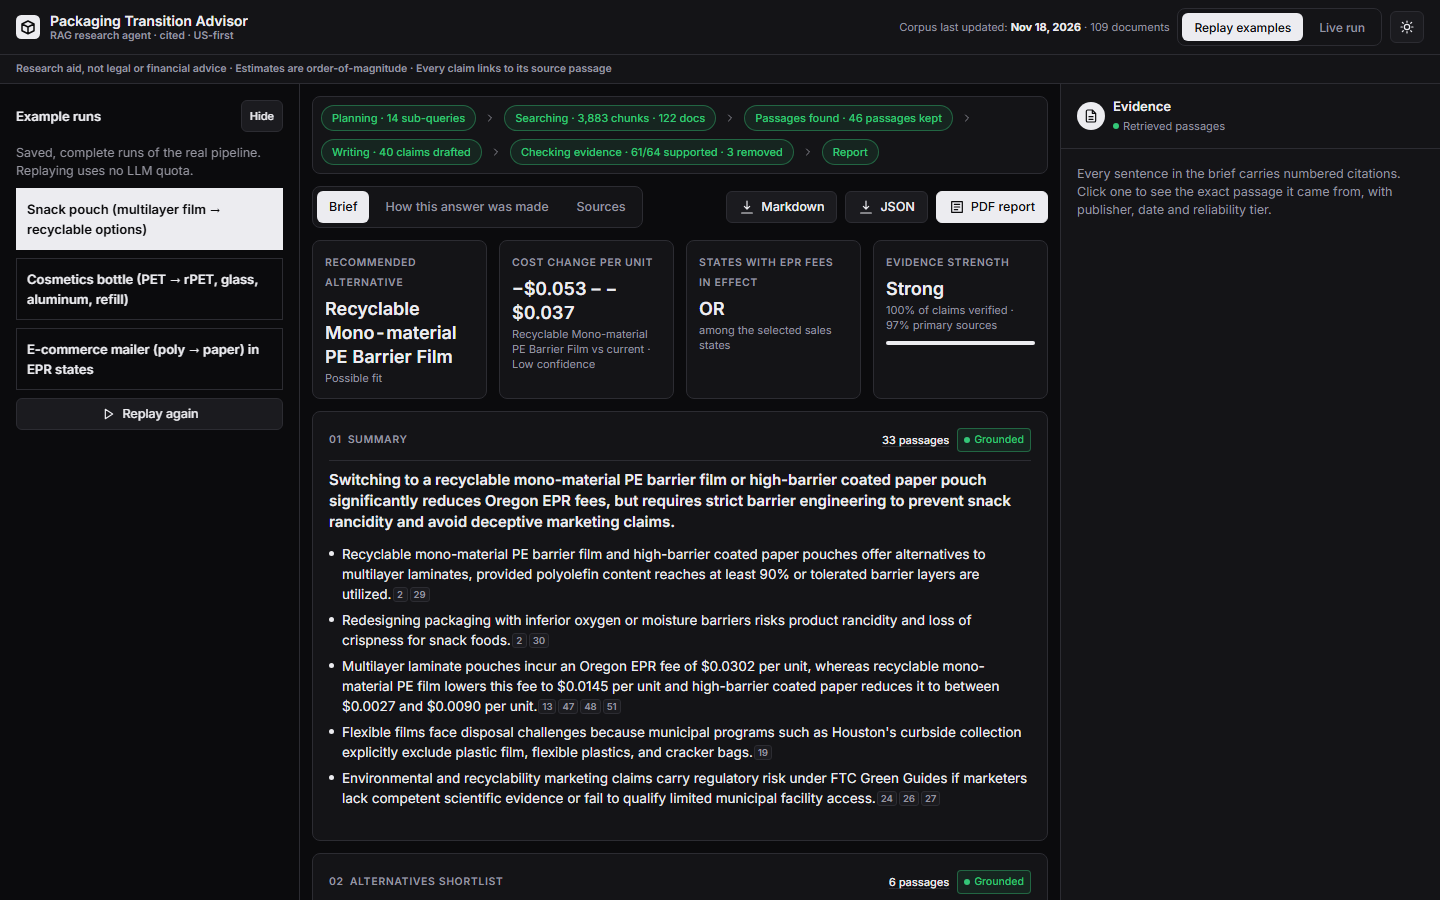 Packaging Transition Advisor
RAG research agent · cited · US-first
Corpus last updated: Nov 18, 2026 · 109 documents
Replay examples
Live run
Research aid, not legal or financial advice · Estimates are order-of-magnitude · Every claim links to its source passage
Example runs
Hide
Saved, complete runs of the real pipeline.
Replaying uses no LLM quota.
Snack pouch (multilayer film →
recyclable options)
Cosmetics bottle (PET → rPET, glass,
aluminum, refill)
E-commerce mailer (poly → paper) in
EPR states
Replay again
Planning · 14 sub-queries
Searching · 3,883 chunks · 122 docs
Passages found · 46 passages kept
Writing · 40 claims drafted
Checking evidence · 61/64 supported · 3 removed
Report
Brief
How this answer was made
Sources
Markdown
JSON
PDF report
RECOMMENDED
ALTERNATIVE
Recyclable
Mono-material
PE Barrier Film
Possible fit
COST CHANGE PER UNIT
−$0.053 – −
$0.037
Recyclable Mono-material
PE Barrier Film vs current ·
Low confidence
STATES WITH EPR FEES
IN EFFECT
OR
among the selected sales
states
EVIDENCE STRENGTH
Strong
100% of claims verified ·
97% primary sources
01 SUMMARY
33 passages
Grounded
Switching to a recyclable mono-material PE barrier film or high-barrier coated paper pouch
significantly reduces Oregon EPR fees, but requires strict barrier engineering to prevent snack
rancidity and avoid deceptive marketing claims.
• Recyclable mono-material PE barrier film and high-barrier coated paper pouches offer alternatives to
multilayer laminates, provided polyolefin content reaches at least 90% or tolerated barrier layers are
utilized. 2 29
• Redesigning packaging with inferior oxygen or moisture barriers risks product rancidity and loss of
crispness for snack foods. 2 30
• Multilayer laminate pouches incur an Oregon EPR fee of $0.0302 per unit, whereas recyclable mono-
material PE film lowers this fee to $0.0145 per unit and high-barrier coated paper reduces it to between
$0.0027 and $0.0090 per unit. 13 47 48 51
• Flexible films face disposal challenges because municipal programs such as Houston's curbside collection
explicitly exclude plastic film, flexible plastics, and cracker bags. 19
• Environmental and recyclability marketing claims carry regulatory risk under FTC Green Guides if marketers
lack competent scientific evidence or fail to qualify limited municipal facility access. 24 26 27
02 ALTERNATIVES SHORTLIST
6 passages
Grounded
Evidence
Retrieved passages
Every sentence in the brief carries numbered citations.
Click one to see the exact passage it came from, with
publisher, date and reliability tier.